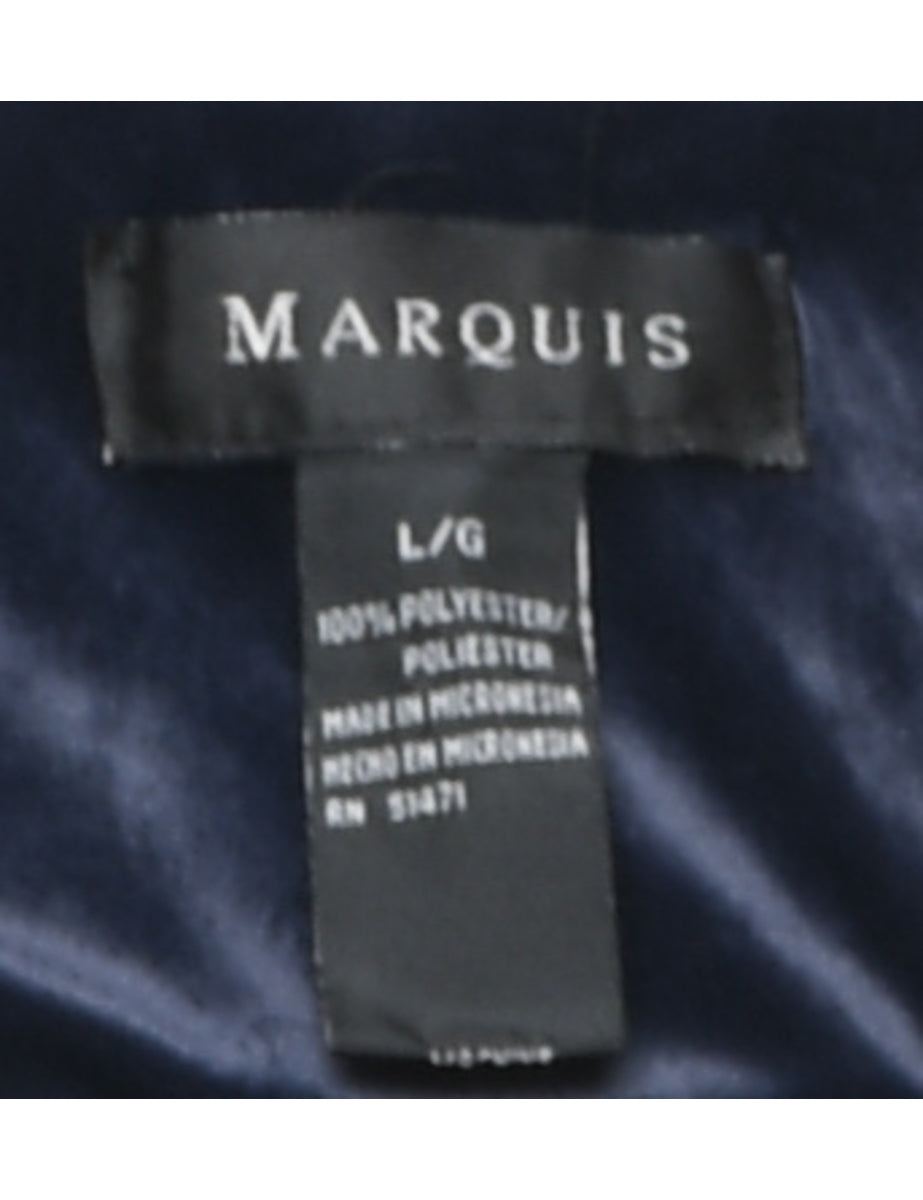 MARQUIS
L/G
100% POLYESTER/
POLIESTER
MADE IN MICRONESIA
HECHO EN MICRONESIA
RN 51471